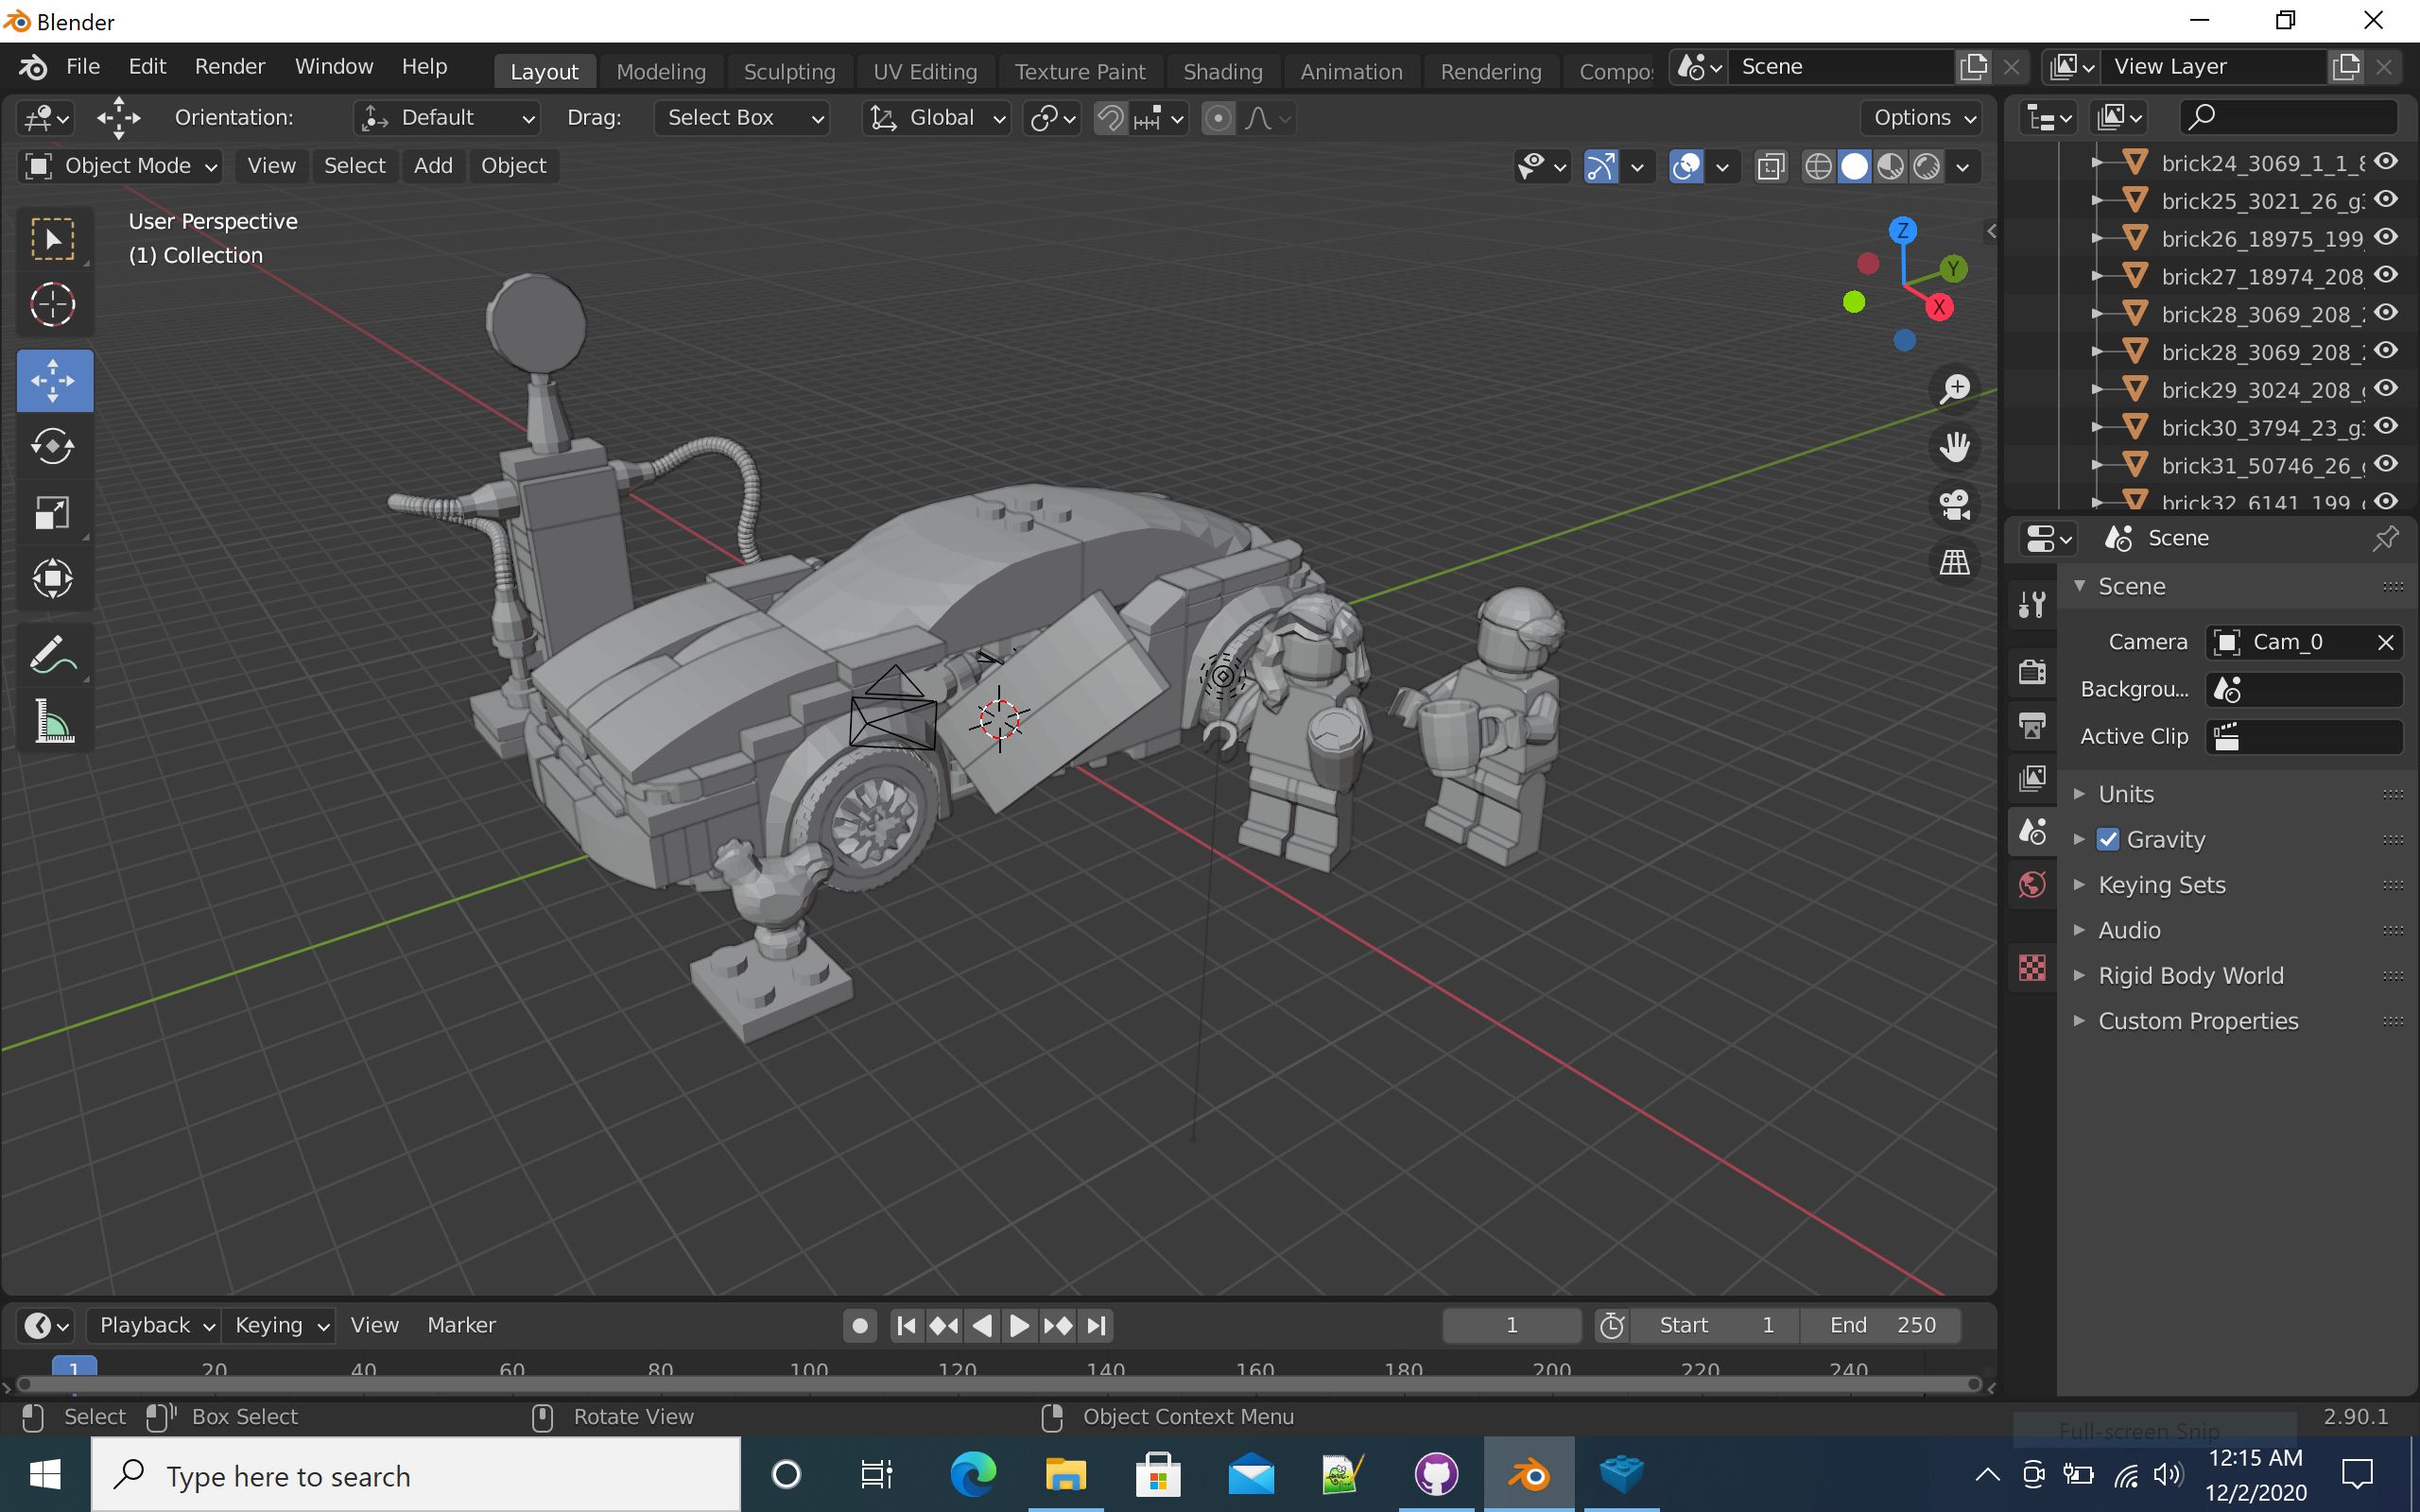 Blender
File Edit Render Window Help
Layout Modeling Sculpting UV Editing Texture Paint Shading Animation Rendering Compo
Scene
View Layer
Orientation: Default Drag: Select Box Global Options
Object Mode View Select Add Object
User Perspective
(1) Collection
Z
Y
X
brick24_3069_1_1_
brick25_3021_26_g
brick26_18975_199_
brick27_18974_208_
brick28_3069_208_
brick28_3069_208_
brick29_3024_208_
brick30_3794_23_g
brick31_50746_26_
brick32_6141_199_
Scene
Scene
Camera Cam_0
Backgrou...
Active Clip
Units
Gravity
Keying Sets
Audio
Rigid Body World
Custom Properties
Playback Keying View Marker
1 Start 1 End 250
1 20 40 60 80 100 120 140 160 180 200 220 240
Select Box Select Rotate View Object Context Menu 2.90.1
Full-screen Snip
Type here to search
12:15 AM
12/2/2020